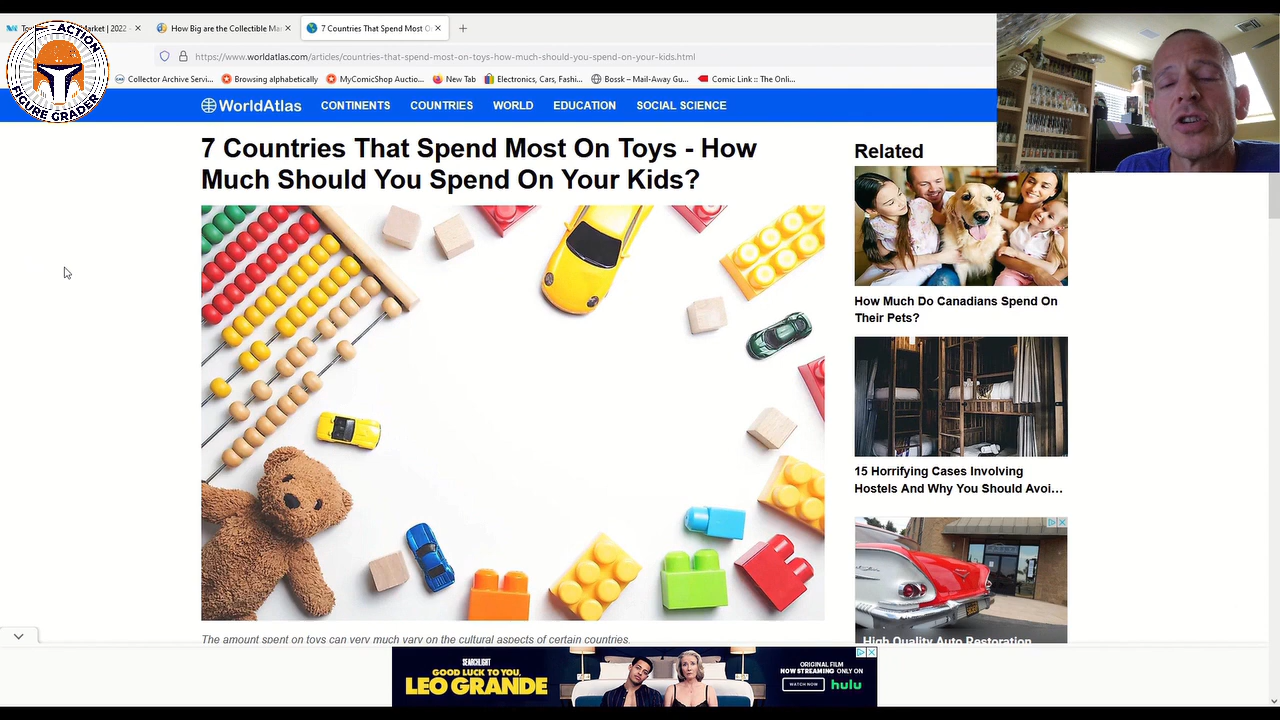 Market | 2022 -
How Big are the Collectible Ma
7 Countries That Spend Most O
ACTION
FIGURE GRADER
https://www.worldatlas.com/articles/countries-that-spend-most-on-toys-how-much-should-you-spend-on-your-kids.html
Collector Archive Servi...
Browsing alphabetically
MyComicShop Auctio...
New Tab
Electronics, Cars, Fashi...
Bossk – Mail-Away Gu...
Comic Link :: The Onli...
WorldAtlas
CONTINENTS
COUNTRIES
WORLD
EDUCATION
SOCIAL SCIENCE
7 Countries That Spend Most On Toys - How
Much Should You Spend On Your Kids?
The amount spent on toys can very much vary on the cultural aspects of certain countries.
Related
How Much Do Canadians Spend On
Their Pets?
15 Horrifying Cases Involving
Hostels And Why You Should Avoi...
High Quality Auto Restoration
SEARCHLIGHT
GOOD LUCK TO YOU,
LEO GRANDE
ORIGINAL FILM
NOW STREAMING ONLY ON
WATCH NOW
hulu